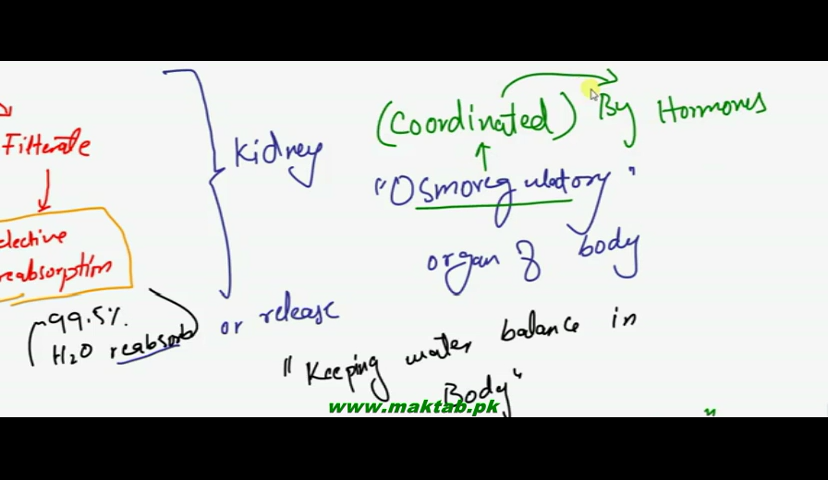 (Coordinated) By Hormones
Filterate
Kidney
"Osmoregulatory"
elective
reabsorption
organ of body
~99.5%
H2O reabsorb
or release
"Keeping water balance in
Body"
www.maktab.pk